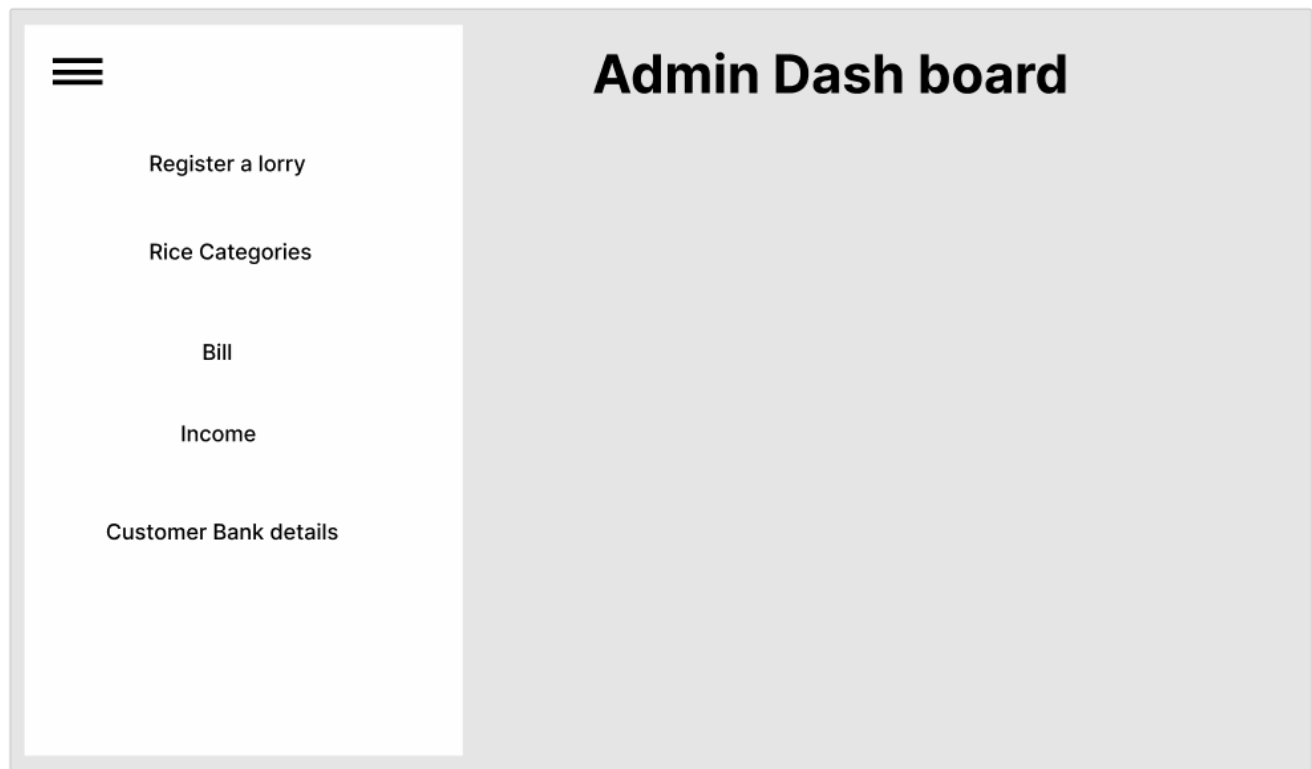 Admin Dash board
Register a lorry
Rice Categories
Bill
Income
Customer Bank details